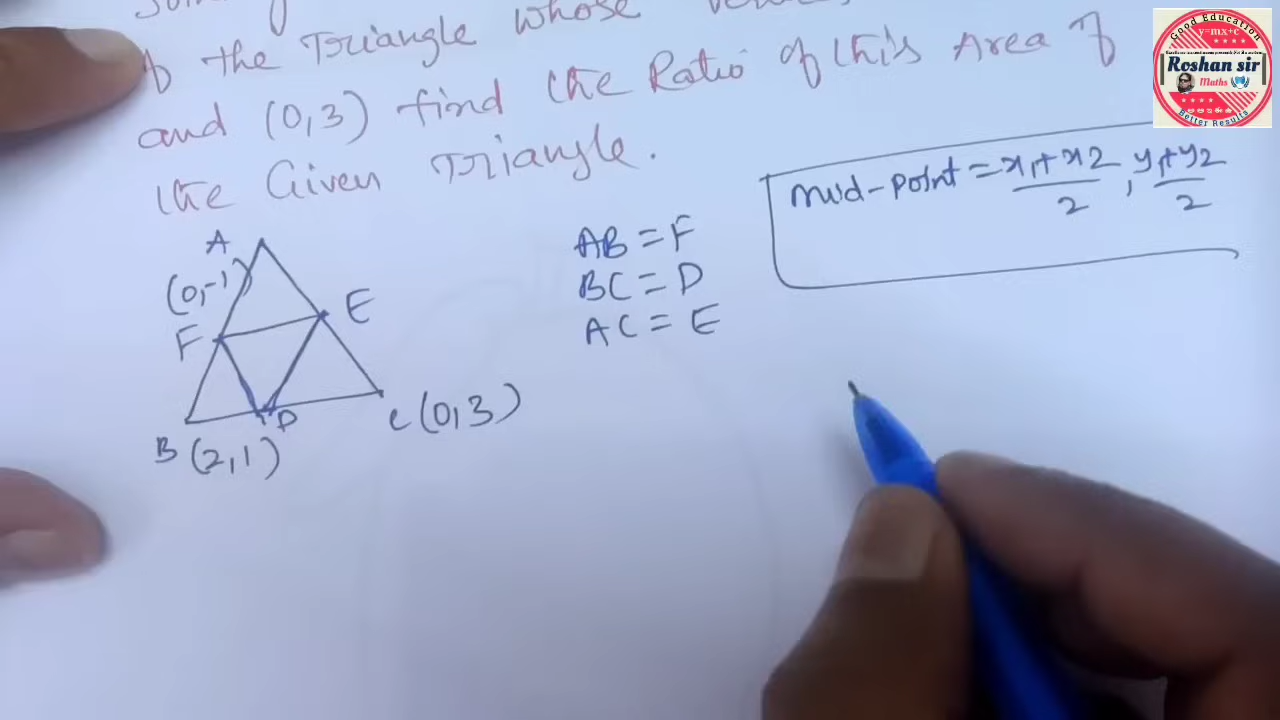 of the Triangle whose
and (0,3) find the Ratio of this Area of
the Given Triangle.
mid-point = x1+x2/2, y1+y2/2
A
(0,-1)
F
E
B (2,1)
D
C (0,3)
AB = F
BC = D
AC = E
Good Education
y=mx+c
Roshan sir
Maths
Better Results